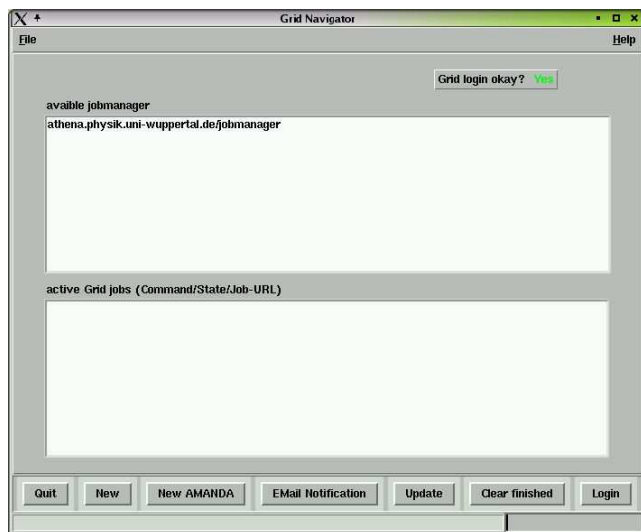 Grid Navigator
File Help
Grid login okay? Yes
avaible jobmanager
athena.physik.uni-wuppertal.de/jobmanager
active Grid jobs (Command/State/Job-URL)
Quit New New AMANDA EMail Notification Update Clear finished Login